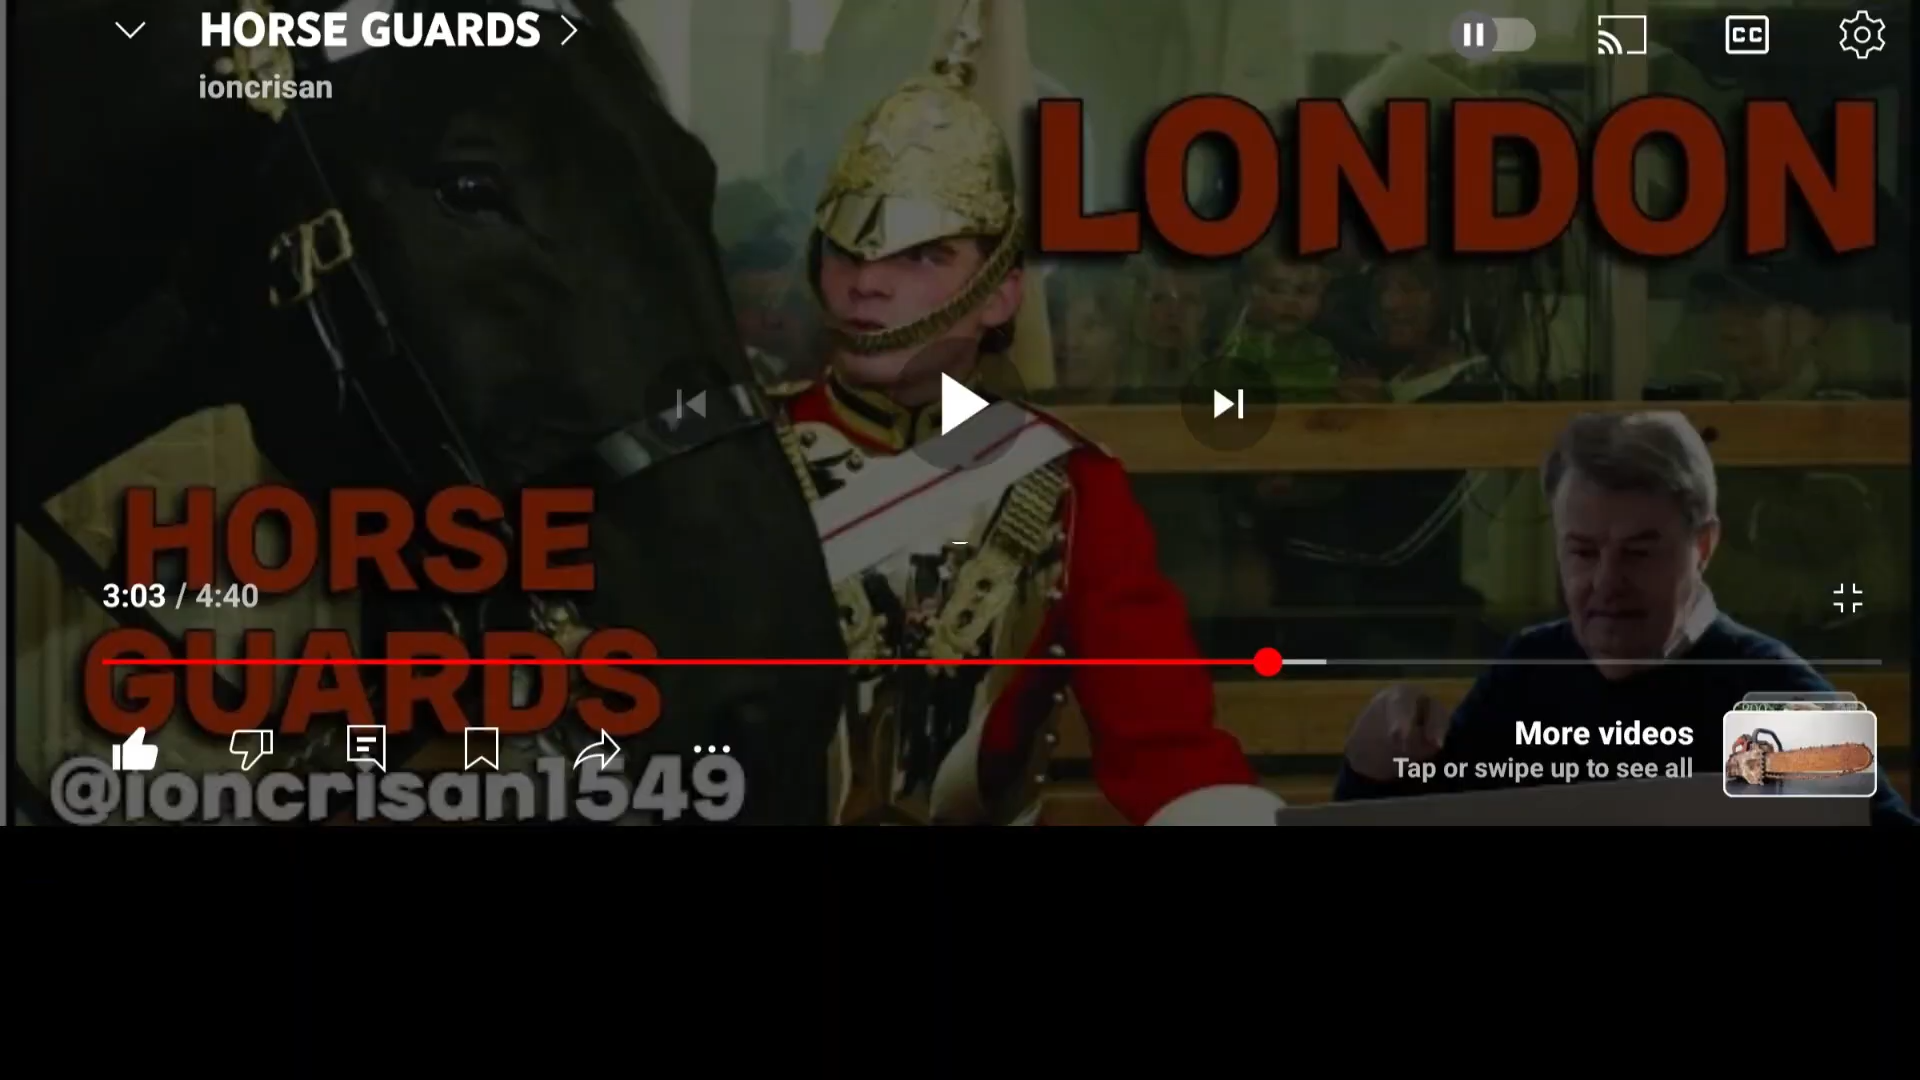 HORSE GUARDS
ioncrisan
CC
LONDON
HORSE
3:03 / 4:40
GUARDS
@ioncrisan1549
More videos
Tap or swipe up to see all